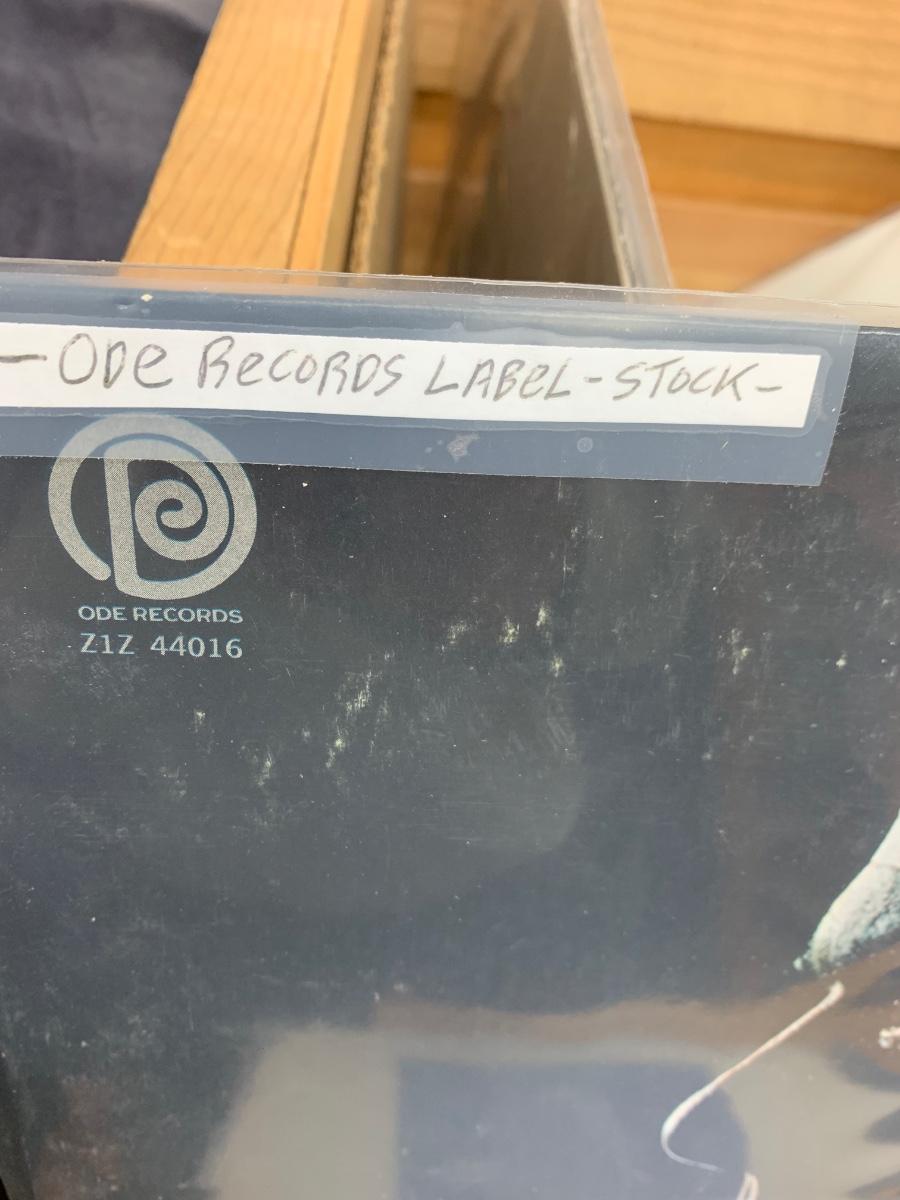 -ODe RecoRDS LABeL-STOCK-
ODE RECORDS
Z1Z 44016